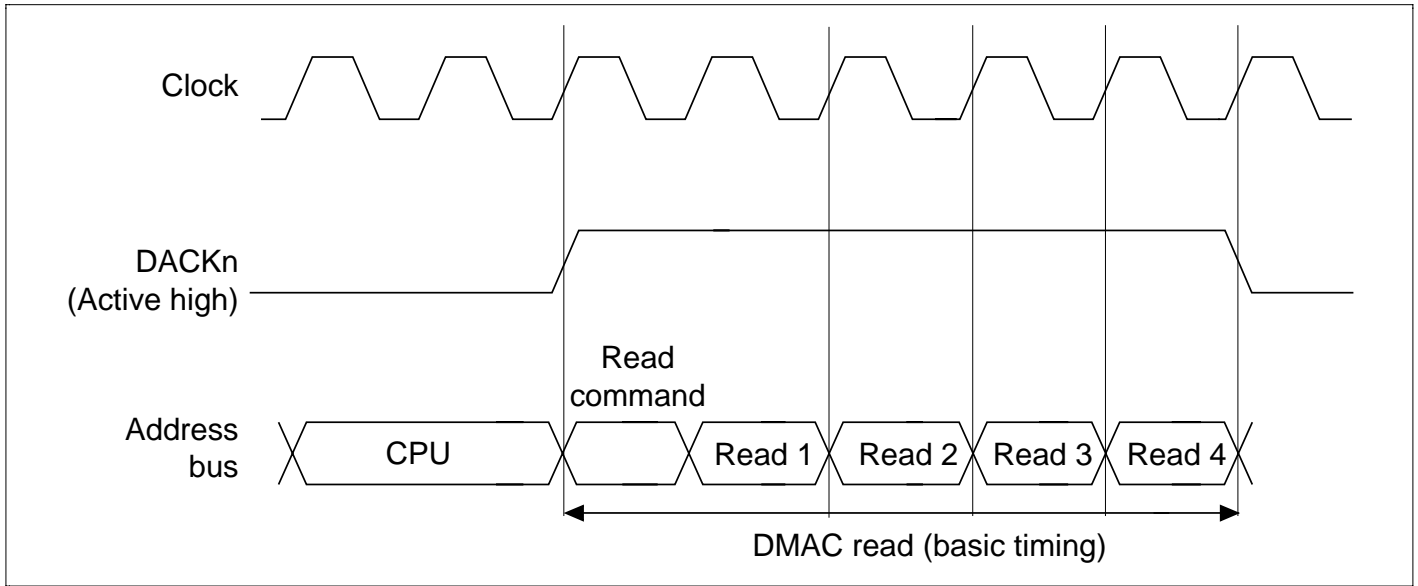 Clock
DACKn
(Active high)
Read
command
Address
bus
CPU
Read 1
Read 2
Read 3
Read 4
DMAC read (basic timing)